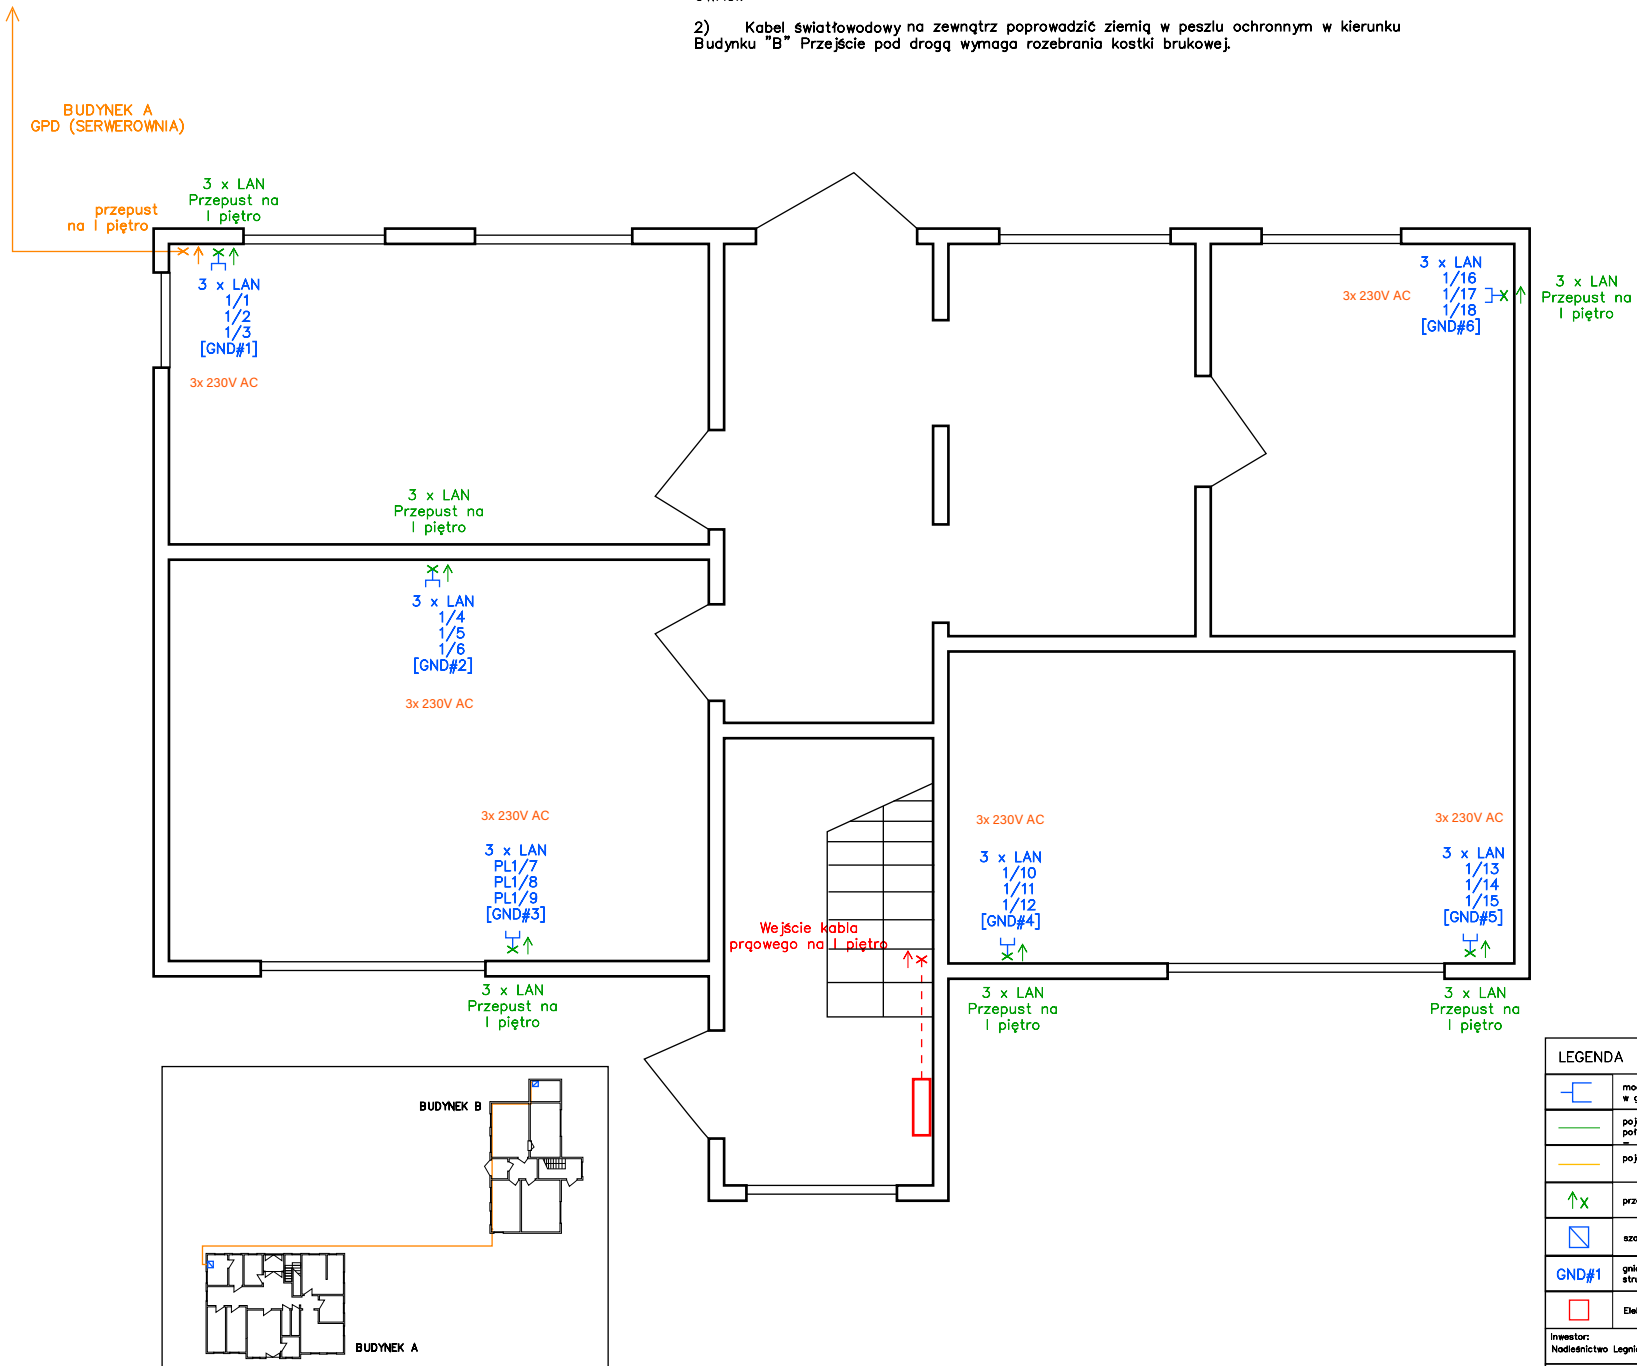 2) Kabel światłowodowy na zewnątrz poprowadzić ziemią w peszlu ochronnym w kierunku
Budynku "B" Przejście pod drogą wymaga rozebrania kostki brukowej.
BUDYNEK A
GPD (SERWEROWNIA)
przepust
na I piętro
3 x LAN
Przepust na
I piętro
3 x LAN
1/1
1/2
1/3
[GND#1]
3x 230V AC
3 x LAN
1/16
1/17
1/18
[GND#6]
3x 230V AC
3 x LAN
Przepust na
I piętro
3 x LAN
Przepust na
I piętro
3 x LAN
1/4
1/5
1/6
[GND#2]
3x 230V AC
3x 230V AC
3 x LAN
PL1/7
PL1/8
PL1/9
[GND#3]
3 x LAN
Przepust na
I piętro
Wejście kabla
prądowego na I piętro
3x 230V AC
3 x LAN
1/10
1/11
1/12
[GND#4]
3 x LAN
Przepust na
I piętro
3x 230V AC
3 x LAN
1/13
1/14
1/15
[GND#5]
3 x LAN
Przepust na
I piętro
BUDYNEK B
BUDYNEK A
LEGENDA
w
GND#1
Inwestor:
Nadleśnictwo